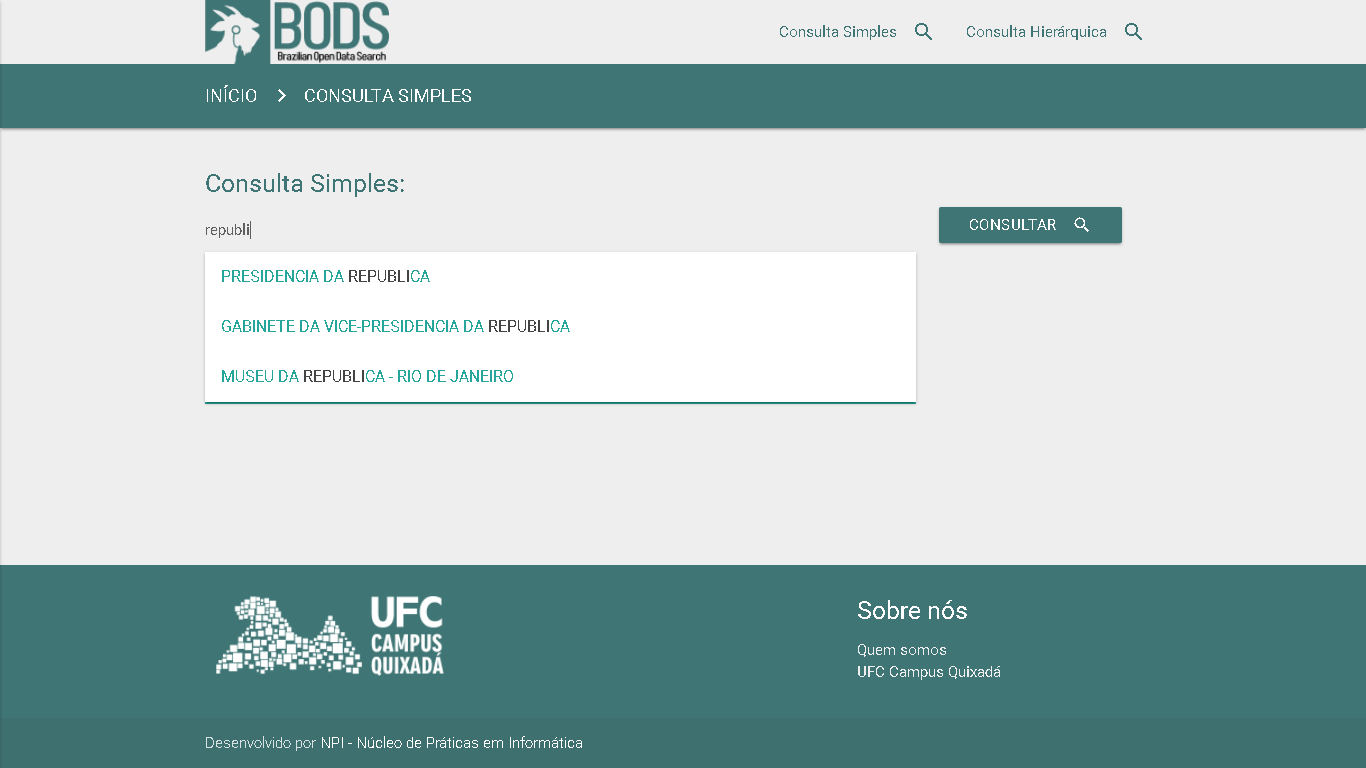 BODS
Brazilian Open Data Search
Consulta Simples
Consulta Hierárquica
INÍCIO > CONSULTA SIMPLES
Consulta Simples:
republi
CONSULTAR
PRESIDENCIA DA REPUBLICA
GABINETE DA VICE-PRESIDENCIA DA REPUBLICA
MUSEU DA REPUBLICA - RIO DE JANEIRO
UFC
CAMPUS
QUIXADÁ
Sobre nós
Quem somos
UFC Campus Quixadá
Desenvolvido por NPI - Núcleo de Práticas em Informática